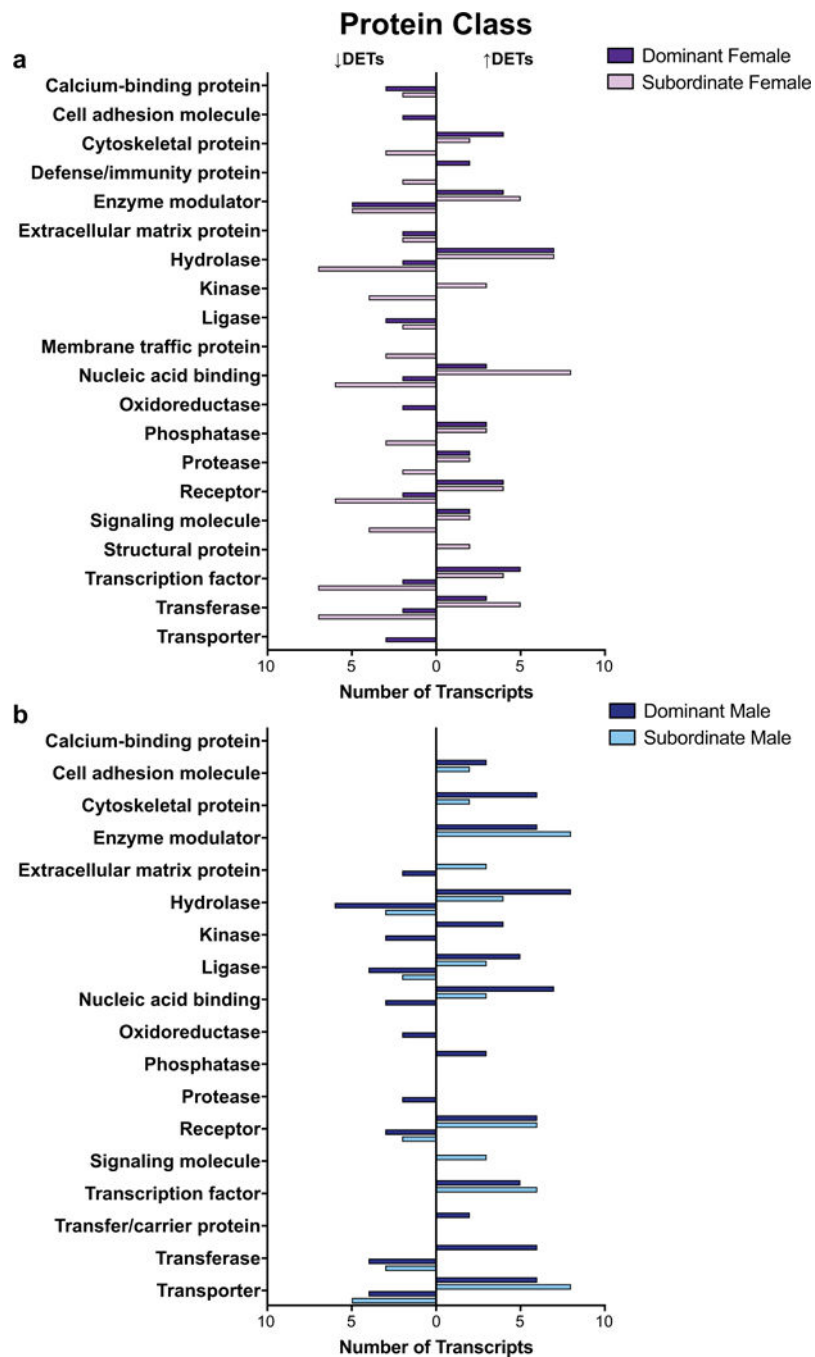 Protein Class
a
↓DETs ↑DETs
Dominant Female
Subordinate Female
Calcium-binding protein
Cell adhesion molecule
Cytoskeletal protein
Defense/immunity protein
Enzyme modulator
Extracellular matrix protein
Hydrolase
Kinase
Ligase
Membrane traffic protein
Nucleic acid binding
Oxidoreductase
Phosphatase
Protease
Receptor
Signaling molecule
Structural protein
Transcription factor
Transferase
Transporter
10 5 0 5 10
Number of Transcripts
b
Dominant Male
Subordinate Male
Calcium-binding protein
Cell adhesion molecule
Cytoskeletal protein
Enzyme modulator
Extracellular matrix protein
Hydrolase
Kinase
Ligase
Nucleic acid binding
Oxidoreductase
Phosphatase
Protease
Receptor
Signaling molecule
Transcription factor
Transfer/carrier protein
Transferase
Transporter
10 5 0 5 10
Number of Transcripts